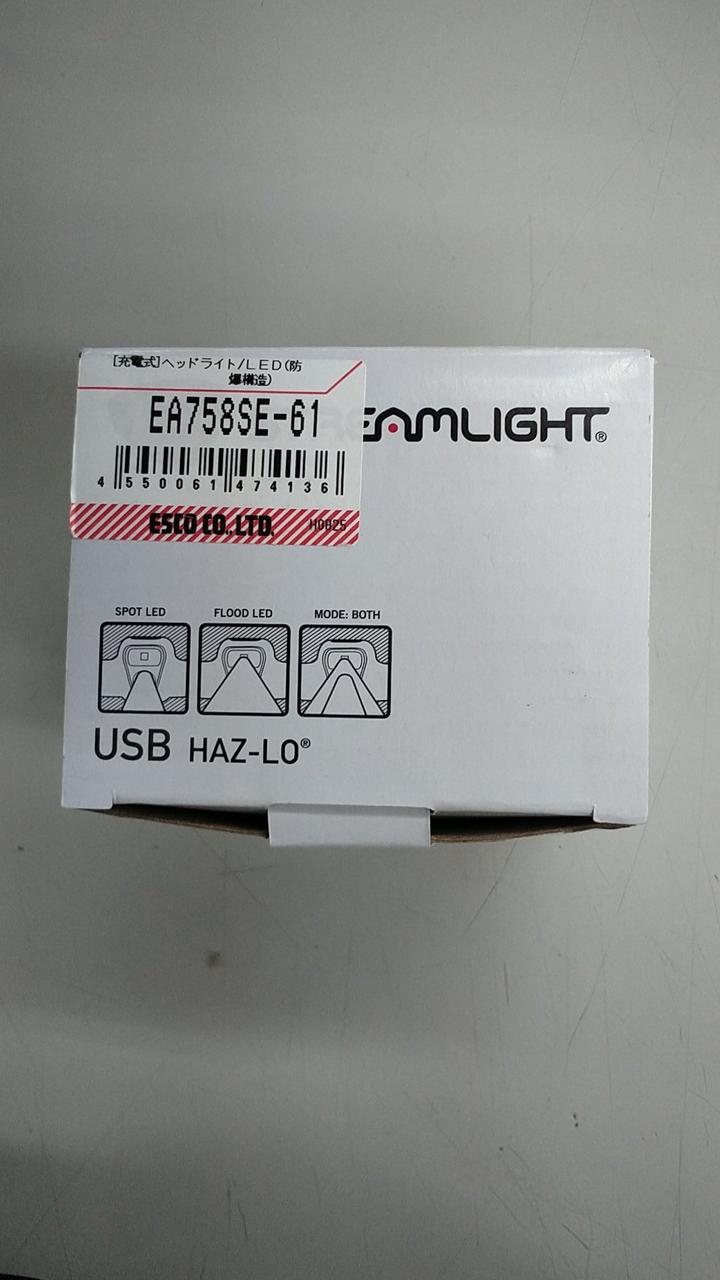 [充電式]ヘッドライト/LED(防
爆構造)
EA758SE-61
4 550061 474136
ESCO CO.,LTD.
H0825
STREAMLIGHT®
SPOT LED
FLOOD LED
MODE: BOTH
USB HAZ-LO®